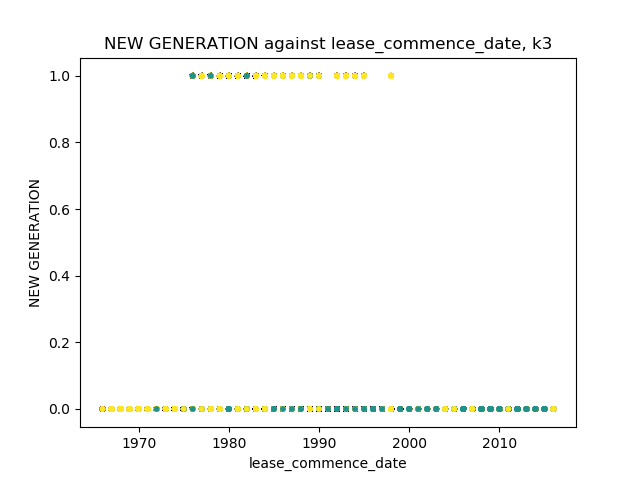 NEW GENERATION against lease_commence_date, k3
1.0
0.8
0.6
0.4
0.2
0.0
NEW GENERATION
1970 1980 1990 2000 2010
lease_commence_date